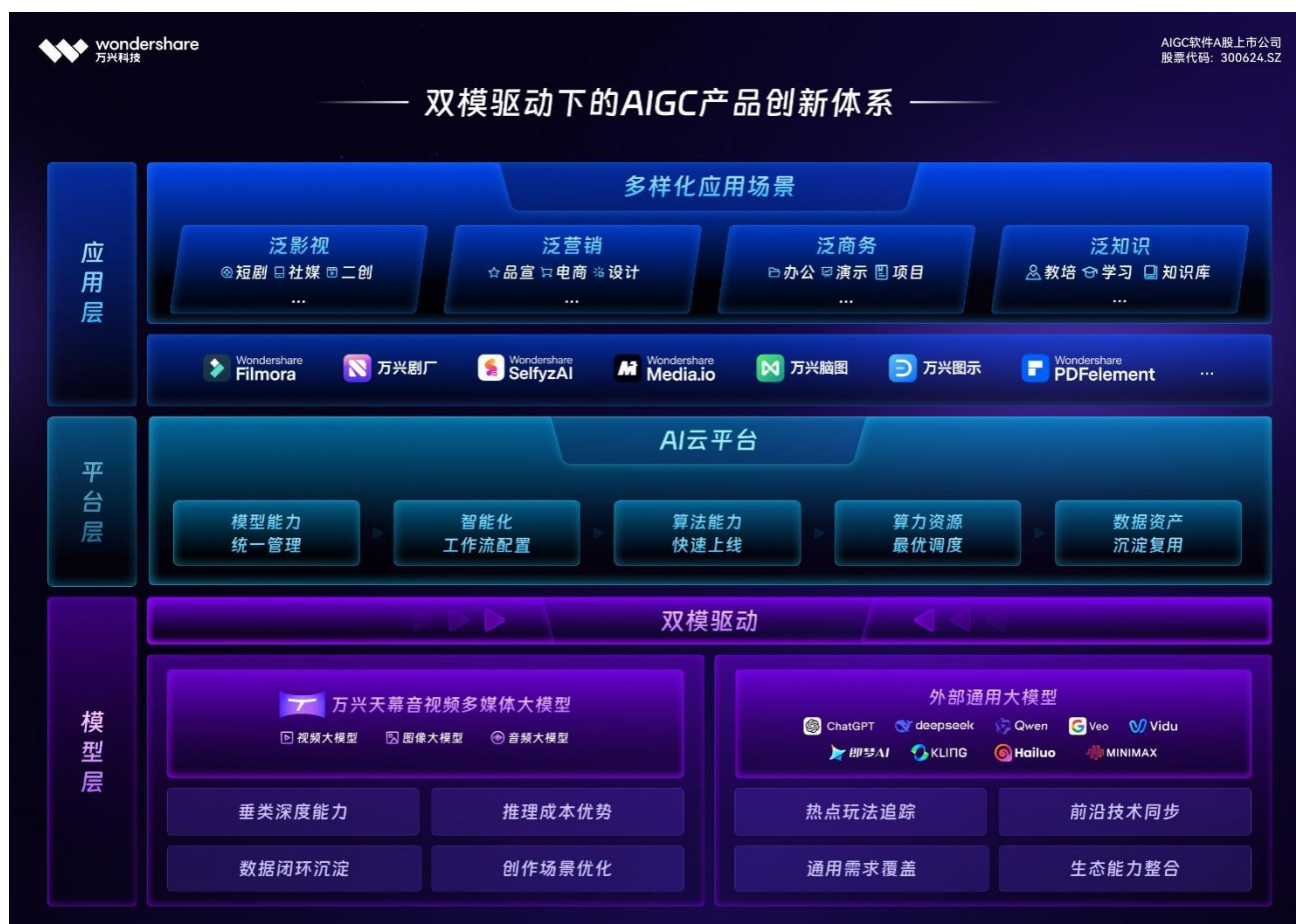 wondershare
万兴科技
AIGC软件A股上市公司
股票代码: 300624.SZ
双模驱动下的AIGC产品创新体系
应用层
多样化应用场景
泛影视
短剧 社媒 二创
...
泛营销
品宣 电商 设计
...
泛商务
办公 演示 项目
...
泛知识
教培 学习 知识库
...
Wondershare
Filmora
万兴剧厂
Wondershare
SelfyzAI
Wondershare
Media.io
万兴脑图
万兴图示
Wondershare
PDFelement
...
平台层
AI云平台
模型能力
统一管理
智能化
工作流配置
算法能力
快速上线
算力资源
最优调度
数据资产
沉淀复用
模型层
双模驱动
万兴天幕音视频多媒体大模型
视频大模型 图像大模型 音频大模型
垂类深度能力
推理成本优势
数据闭环沉淀
创作场景优化
外部通用大模型
ChatGPT deepseek Qwen Veo Vidu
即梦AI KLING Hailuo MINIMAX
热点玩法追踪
前沿技术同步
通用需求覆盖
生态能力整合